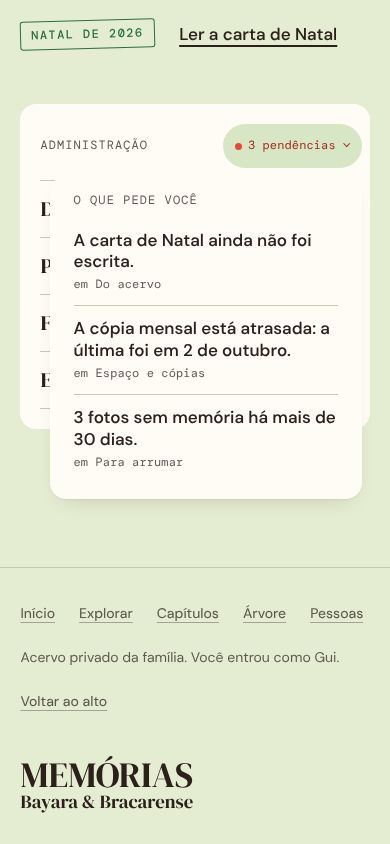 NATAL DE 2026
Ler a carta de Natal
ADMINISTRAÇÃO
3 pendências
O QUE PEDE VOCÊ
A carta de Natal ainda não foi
escrita.
em Do acervo
A cópia mensal está atrasada: a
última foi em 2 de outubro.
em Espaço e cópias
3 fotos sem memória há mais de
30 dias.
em Para arrumar
Início Explorar Capítulos Árvore Pessoas
Acervo privado da família. Você entrou como Gui.
Voltar ao alto
MEMÓRIAS
Bayara & Bracarense